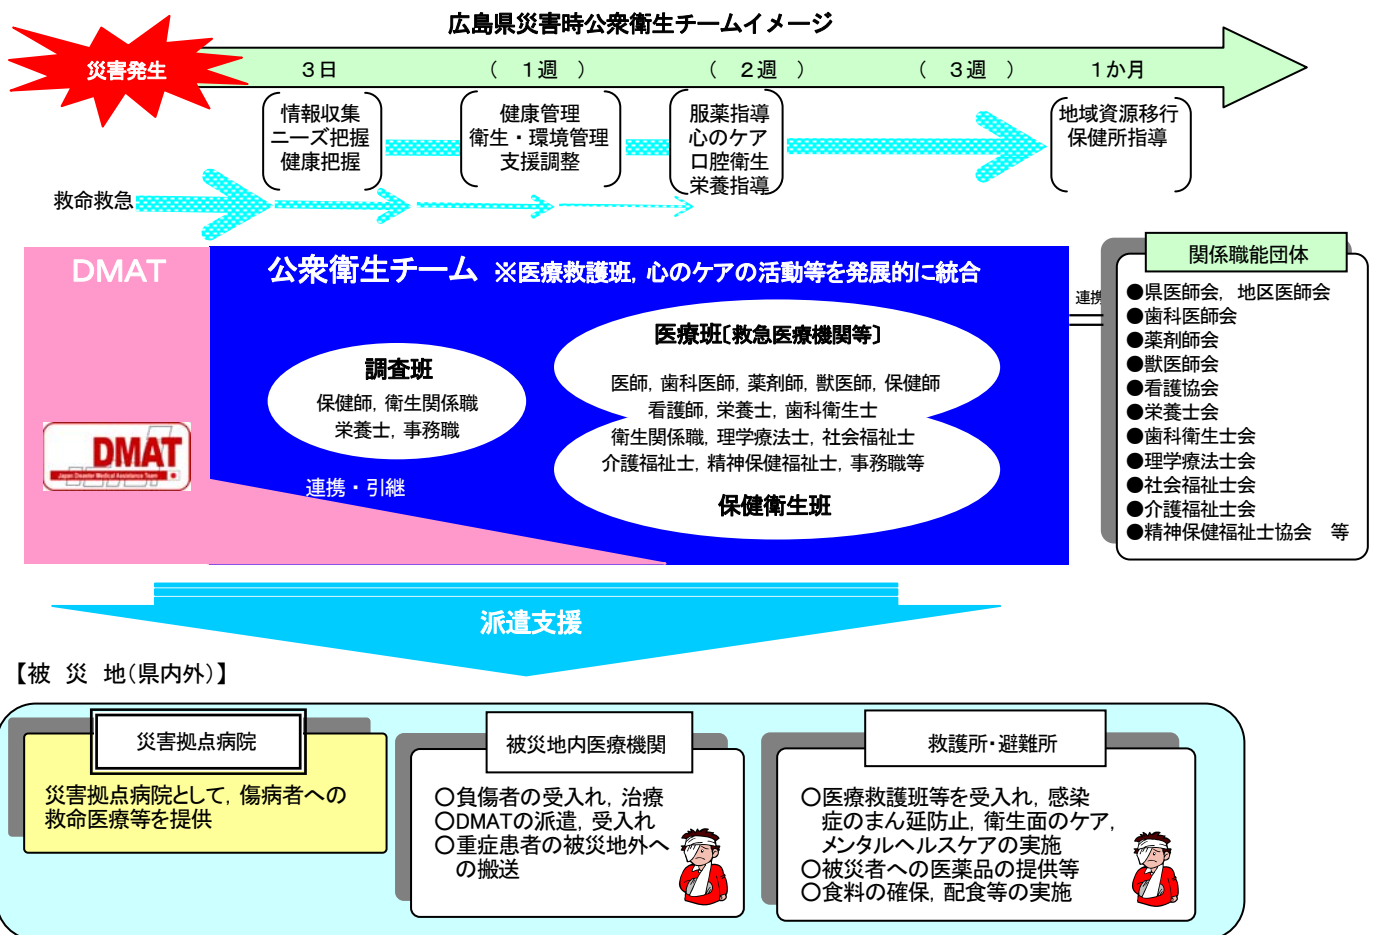 広島県災害時公衆衛生チームイメージ
災害発生
3日
( 1週 )
( 2週 )
( 3週 )
1か月
情報収集
ニーズ把握
健康把握
健康管理
衛生・環境管理
支援調整
服薬指導
心のケア
口腔衛生
栄養指導
地域資源移行
保健所指導
救命救急
DMAT
公衆衛生チーム ※医療救護班，心のケアの活動等を発展的に統合
調査班
保健師，衛生関係職
栄養士，事務職
医療班〔救急医療機関等〕
医師，歯科医師，薬剤師，獣医師，保健師
看護師，栄養士，歯科衛生士
衛生関係職，理学療法士，社会福祉士
介護福祉士，精神保健福祉士，事務職等
保健衛生班
DMAT
Japan Disaster Medical Assistance Team
連携・引継
連携
関係職能団体
●県医師会，地区医師会
●歯科医師会
●薬剤師会
●獣医師会
●看護協会
●栄養士会
●歯科衛生士会
●理学療法士会
●社会福祉士会
●介護福祉士会
●精神保健福祉士協会 等
派遣支援
【被 災 地（県内外）】
災害拠点病院
災害拠点病院として，傷病者への
救命医療等を提供
被災地内医療機関
○負傷者の受入れ，治療
○DMATの派遣，受入れ
○重症患者の被災地外へ
の搬送
救護所・避難所
○医療救護班等を受入れ，感染
症のまん延防止，衛生面のケア，
メンタルヘルスケアの実施
○被災者への医薬品の提供等
○食料の確保，配食等の実施